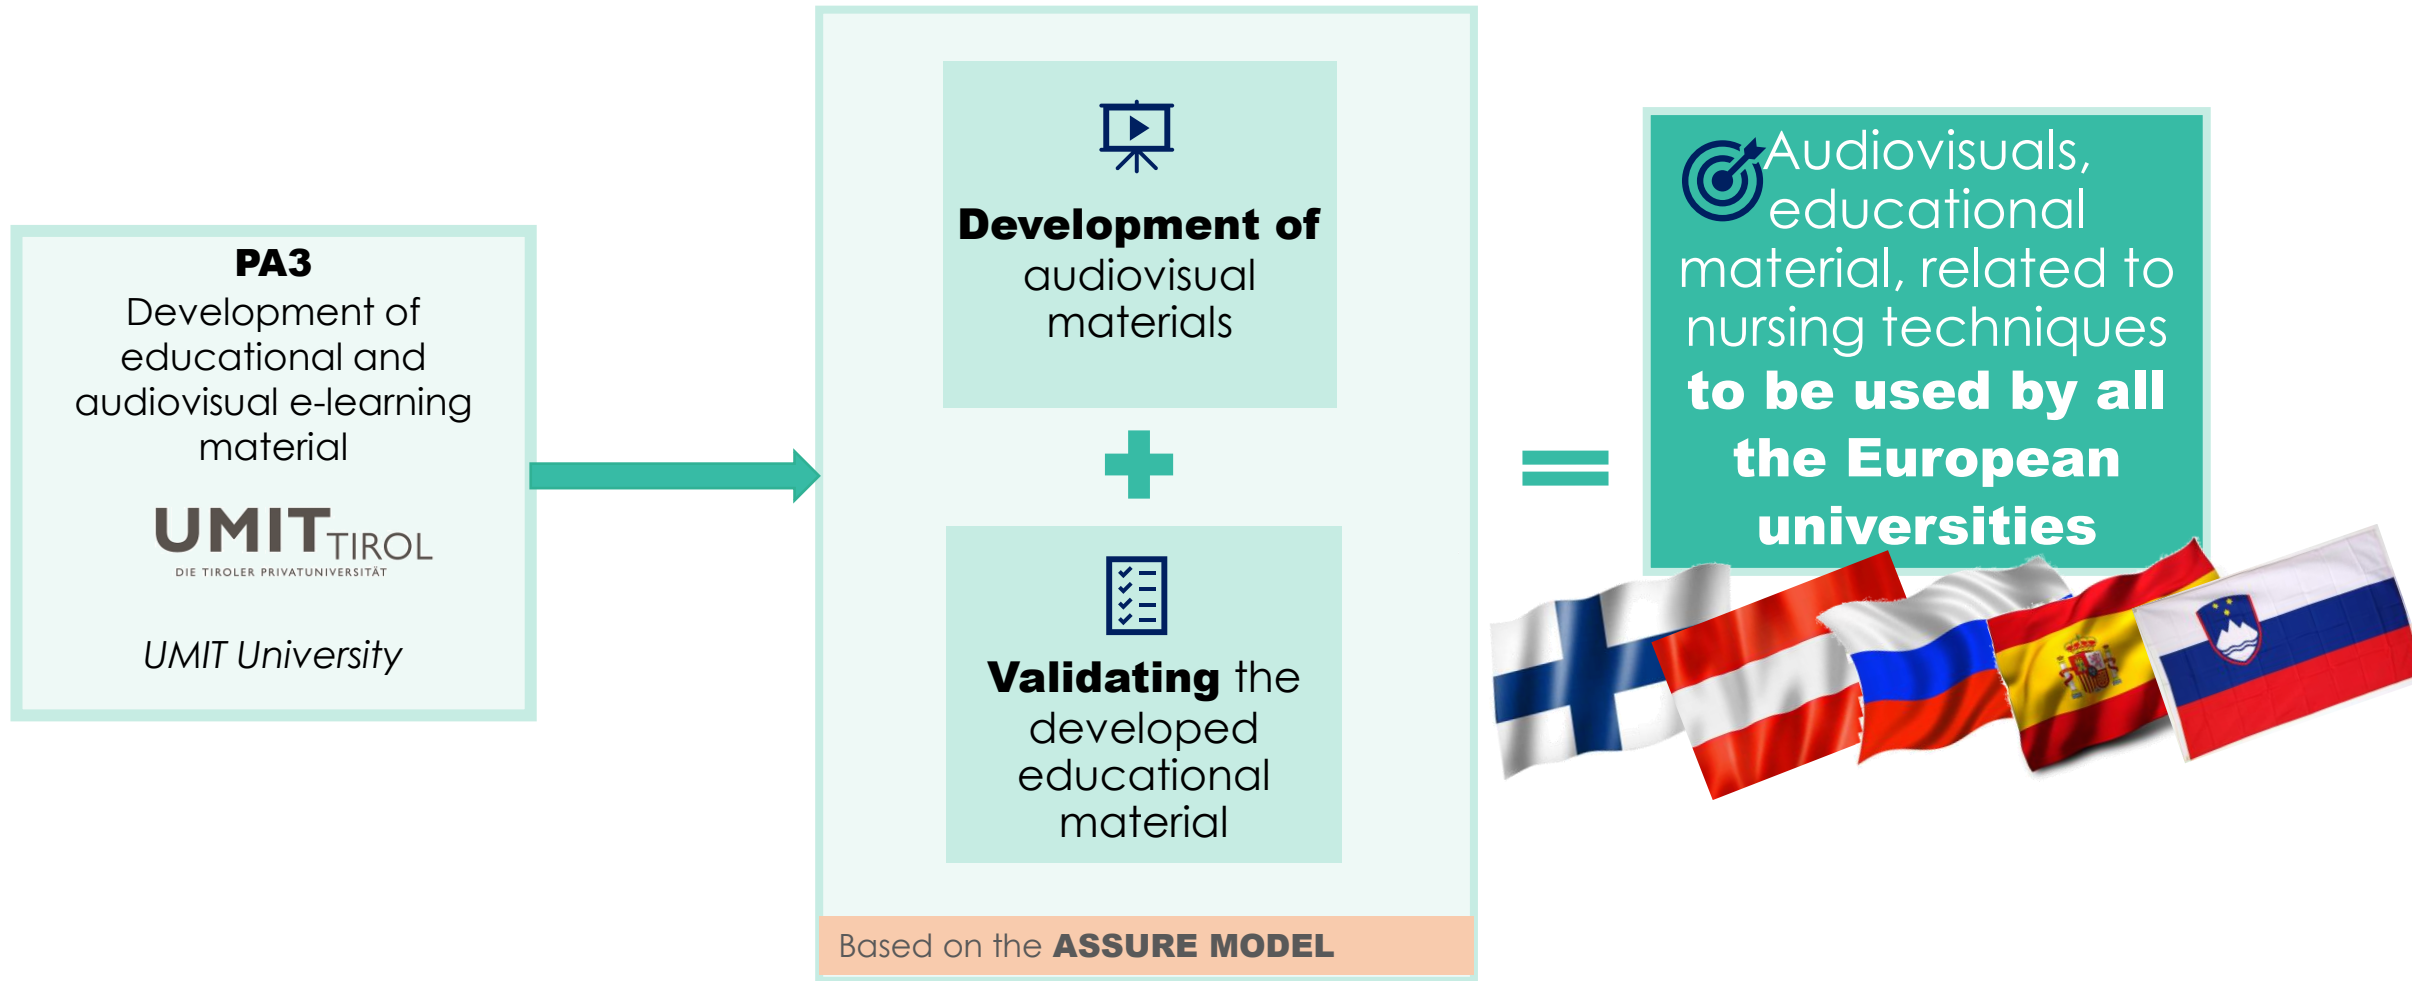 PA3
Development of
educational and
audiovisual e-learning
material
UMIT TIROL
DIE TIROLER PRIVATUNIVERSITÄT
UMIT University
Development of
audiovisual
materials
Validating the
developed
educational
material
Based on the ASSURE MODEL
Audiovisuals,
educational
material, related to
nursing techniques
to be used by all
the European
universities